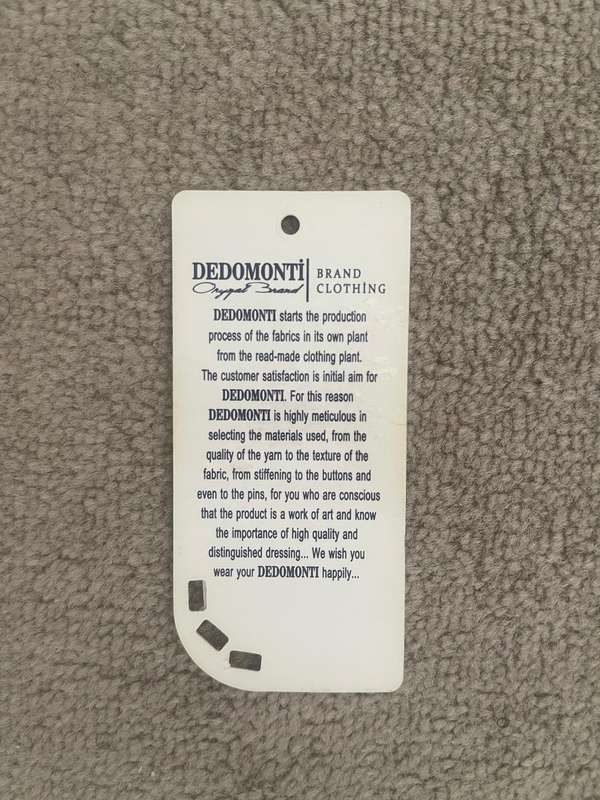 DEDOMONTİ
BRAND
CLOTHİNG
DEDOMONTI starts the production
process of the fabrics in its own plant
from the read-made clothing plant.
The customer satisfaction is initial aim for
DEDOMONTI. For this reason
DEDOMONTI is highly meticulous in
selecting the materials used, from the
quality of the yarn to the texture of the
fabric, from stiffening to the buttons and
even to the pins, for you who are conscious
that the product is a work of art and know
the importance of high quality and
distinguished dressing... We wish you
wear your DEDOMONTI happily...